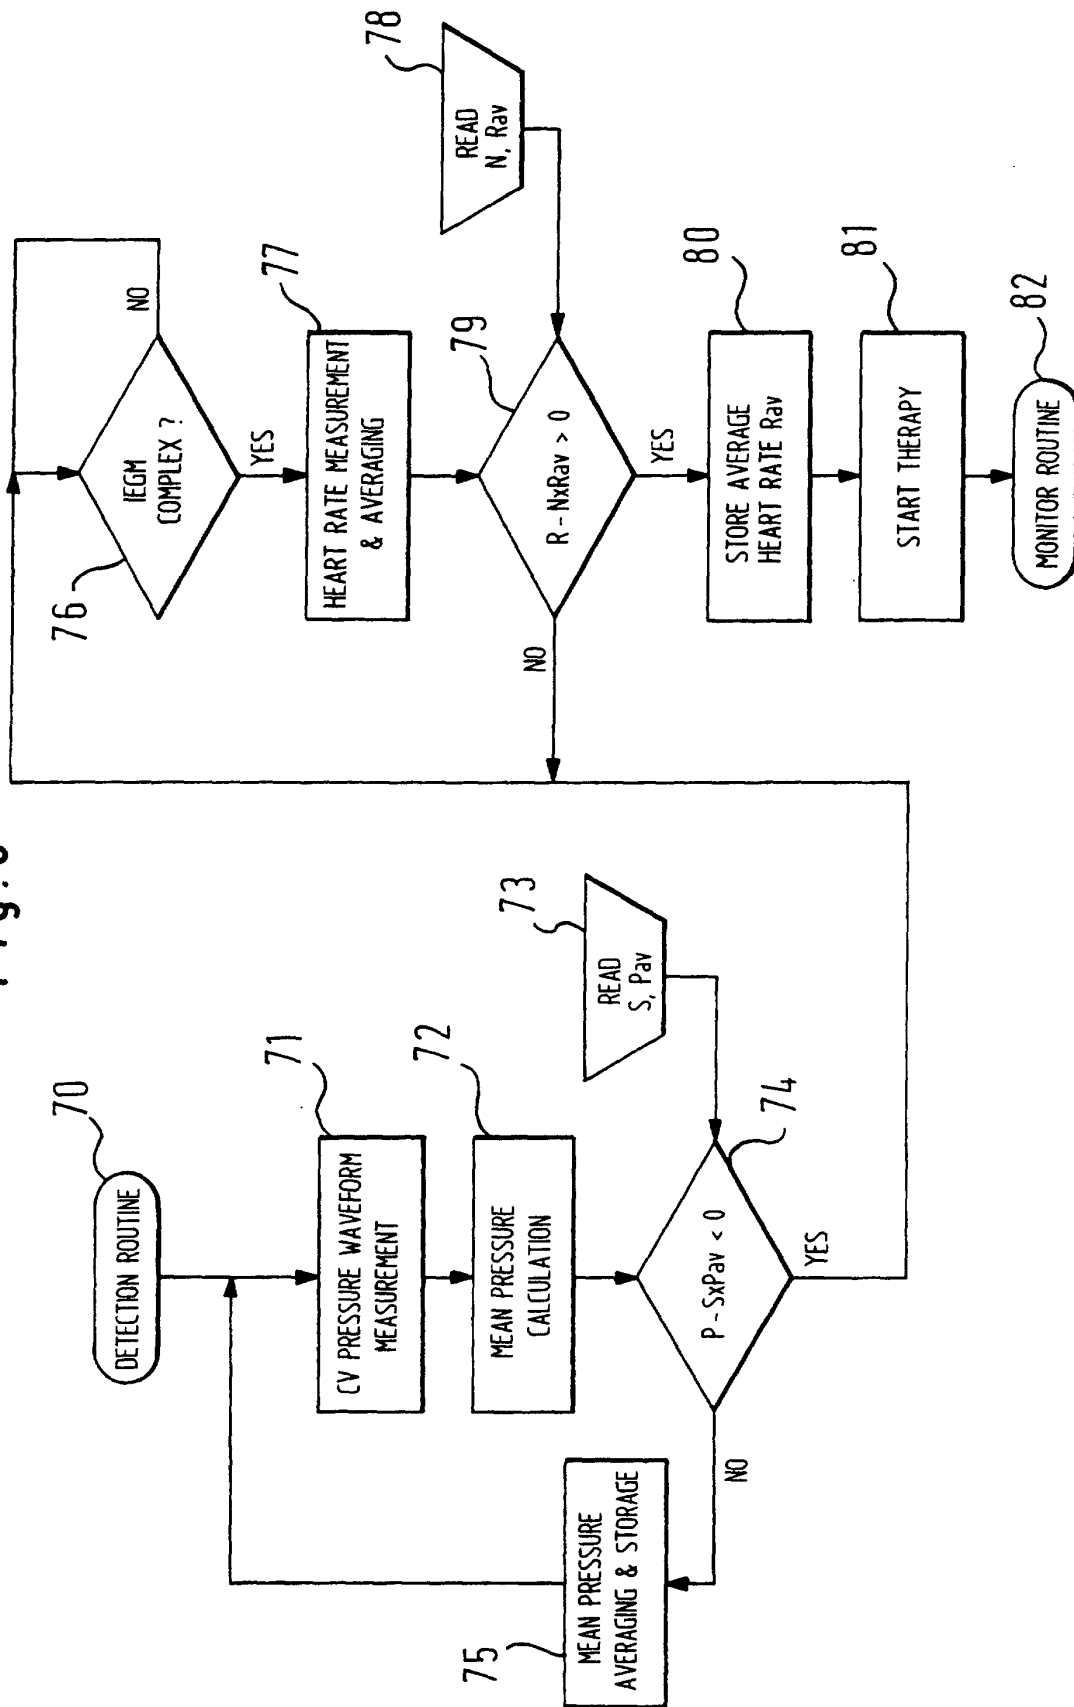 70
DETECTION ROUTINE
71
CV PRESSURE WAVEFORM
MEASUREMENT
72
MEAN PRESSURE
CALCULATION
73
READ
S, Pav
74
P - SxPav < 0
NO
YES
75
MEAN PRESSURE
AVERAGING & STORAGE
76
IEGM
COMPLEX ?
NO
YES
77
HEART RATE MEASUREMENT
& AVERAGING
78
READ
N, Rav
79
R - NxRav > 0
NO
YES
80
STORE AVERAGE
HEART RATE Rav
81
START THERAPY
82
MONITOR ROUTINE